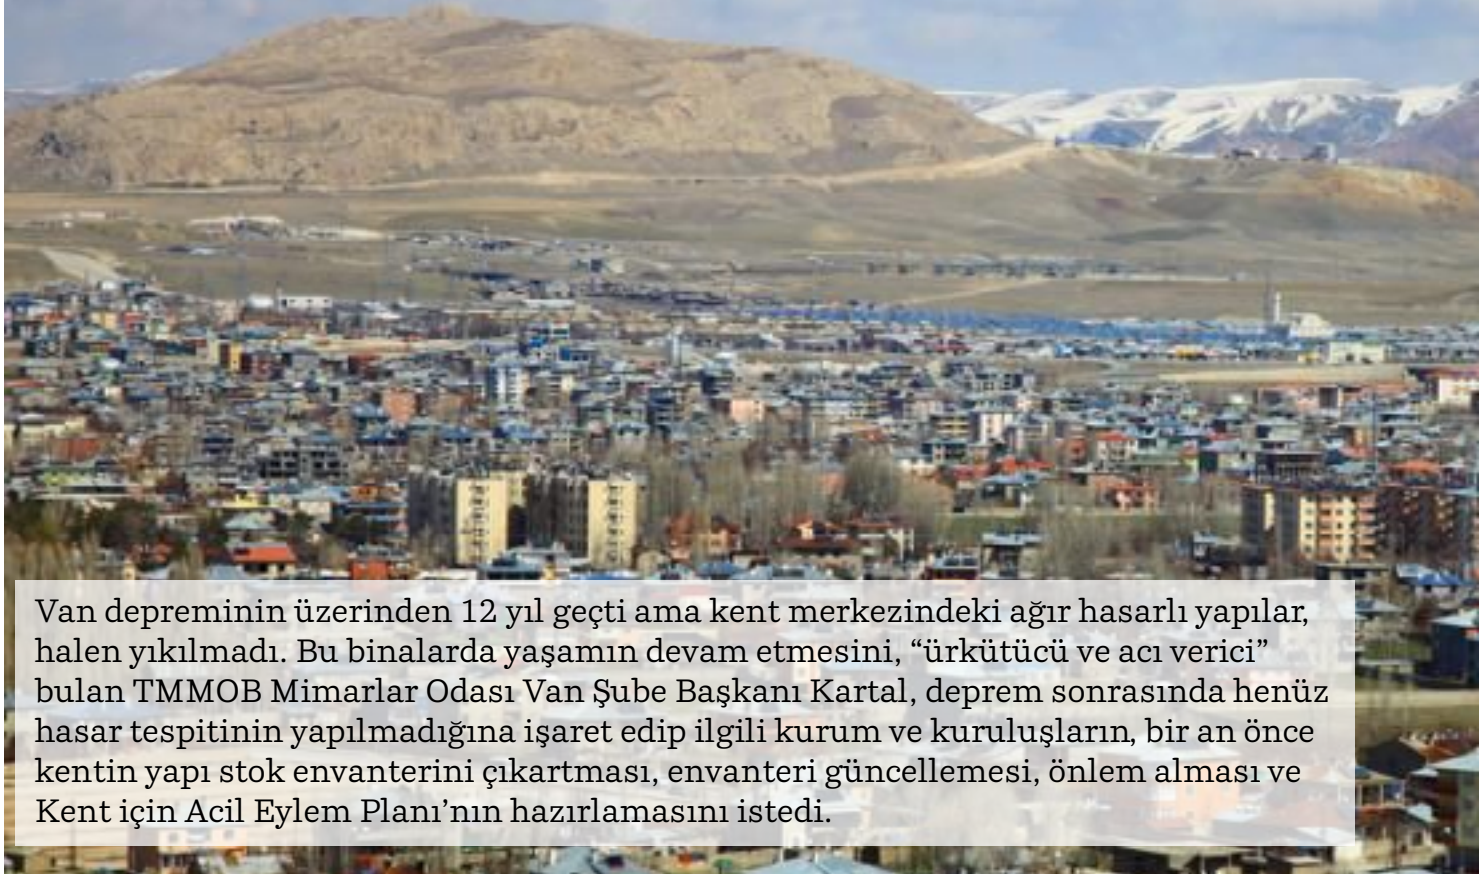 Van depreminin üzerinden 12 yıl geçti ama kent merkezindeki ağır hasarlı yapılar,
halen yıkılmadı. Bu binalarda yaşamın devam etmesini, “ürkütücü ve acı verici”
bulan TMMOB Mimarlar Odası Van Şube Başkanı Kartal, deprem sonrasında henüz
hasar tespitinin yapılmadığına işaret edip ilgili kurum ve kuruluşların, bir an önce
kentin yapı stok envanterini çıkartması, envanteri güncellemesi, önlem alması ve
Kent için Acil Eylem Planı’nın hazırlamasını istedi.